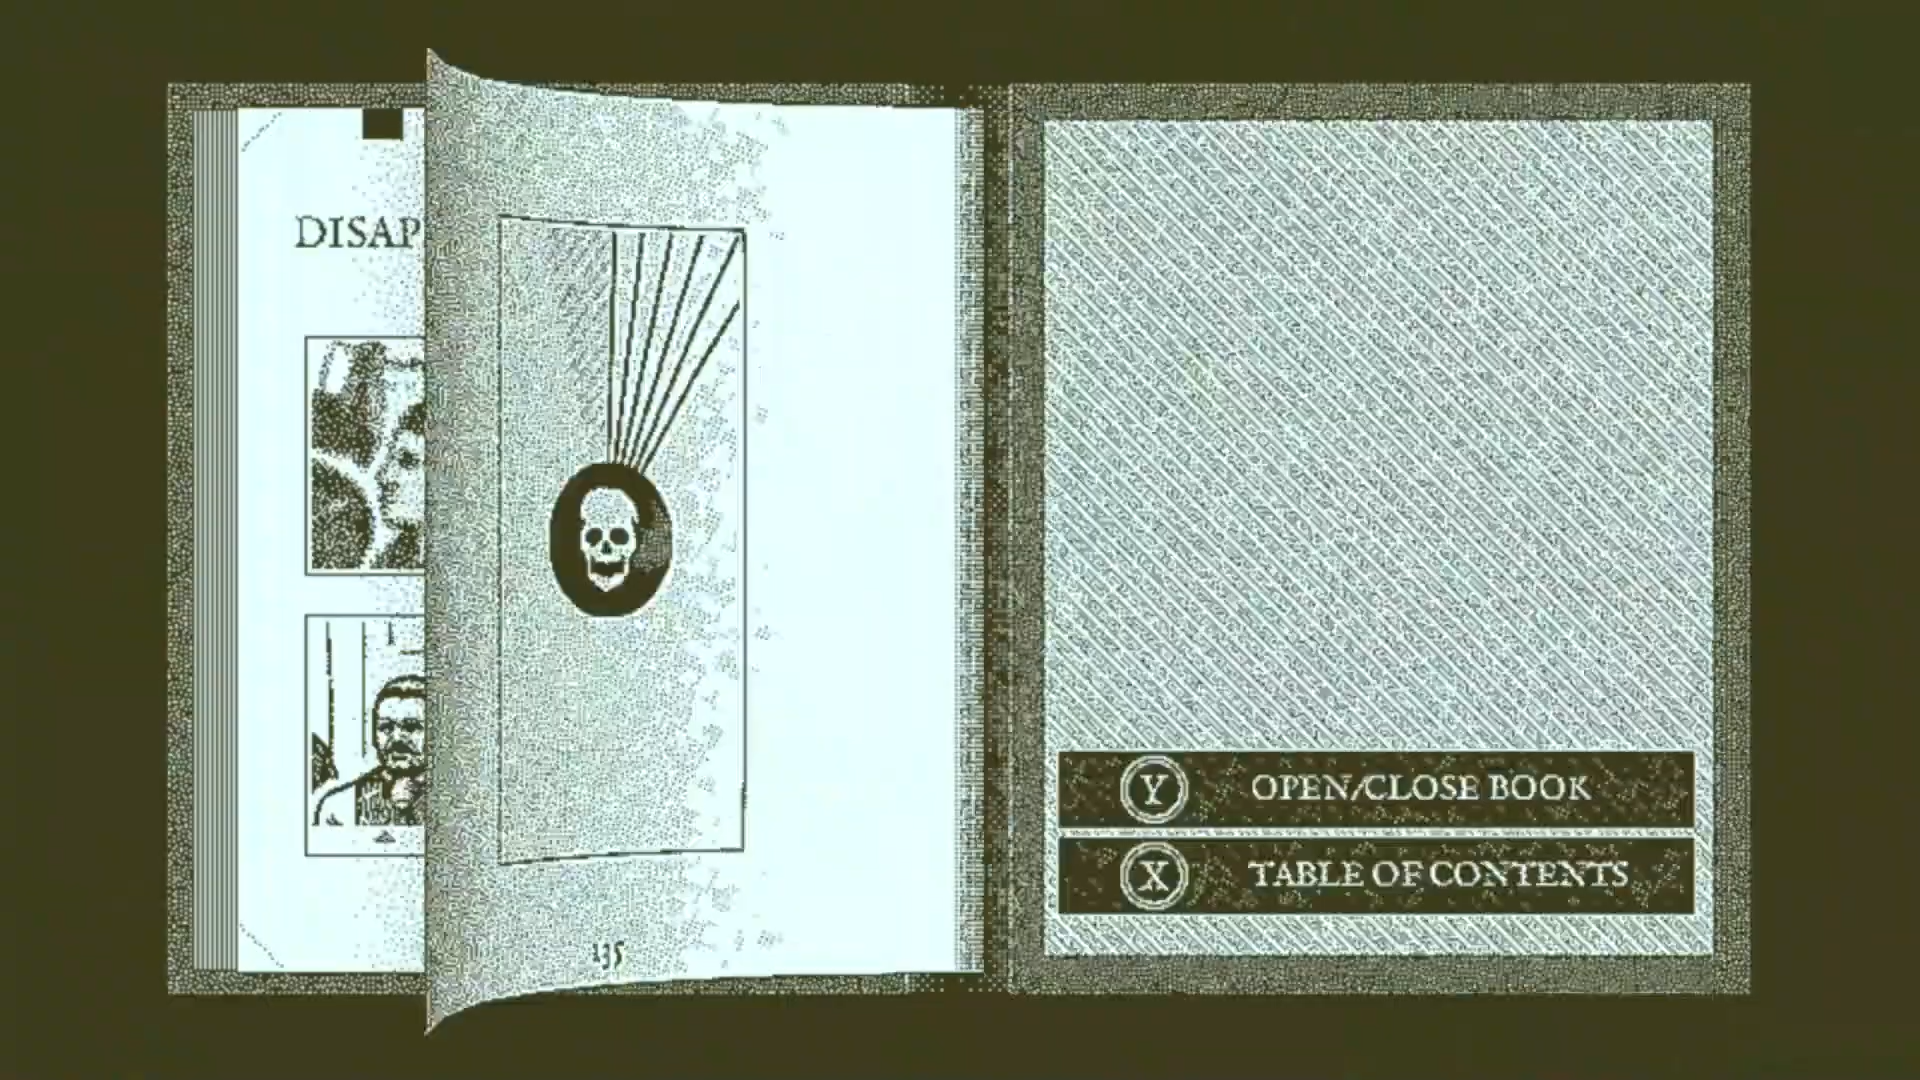 DISAP
135
Y OPEN/CLOSE BOOK
X TABLE OF CONTENTS